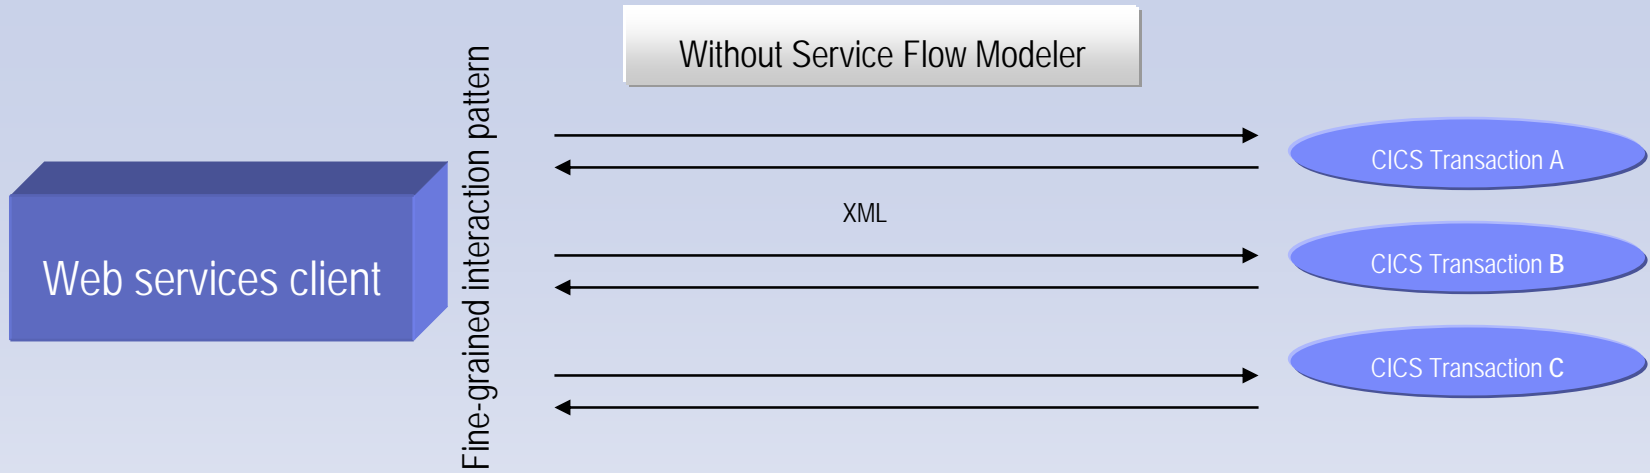 Without Service Flow Modeler
Web services client
Fine-grained interaction pattern
XML
CICS Transaction A
CICS Transaction B
CICS Transaction C